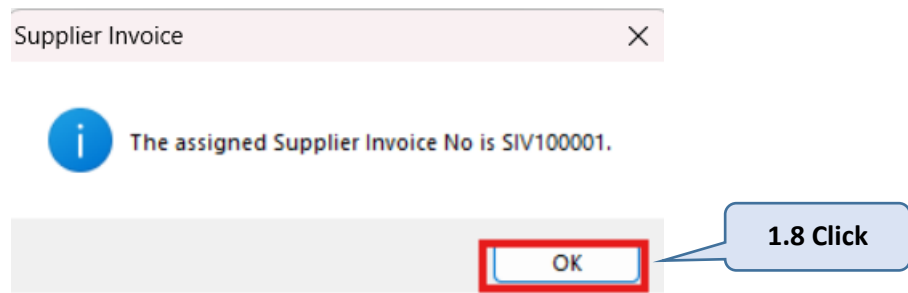 Supplier Invoice
The assigned Supplier Invoice No is SIV100001.
OK
1.8 Click